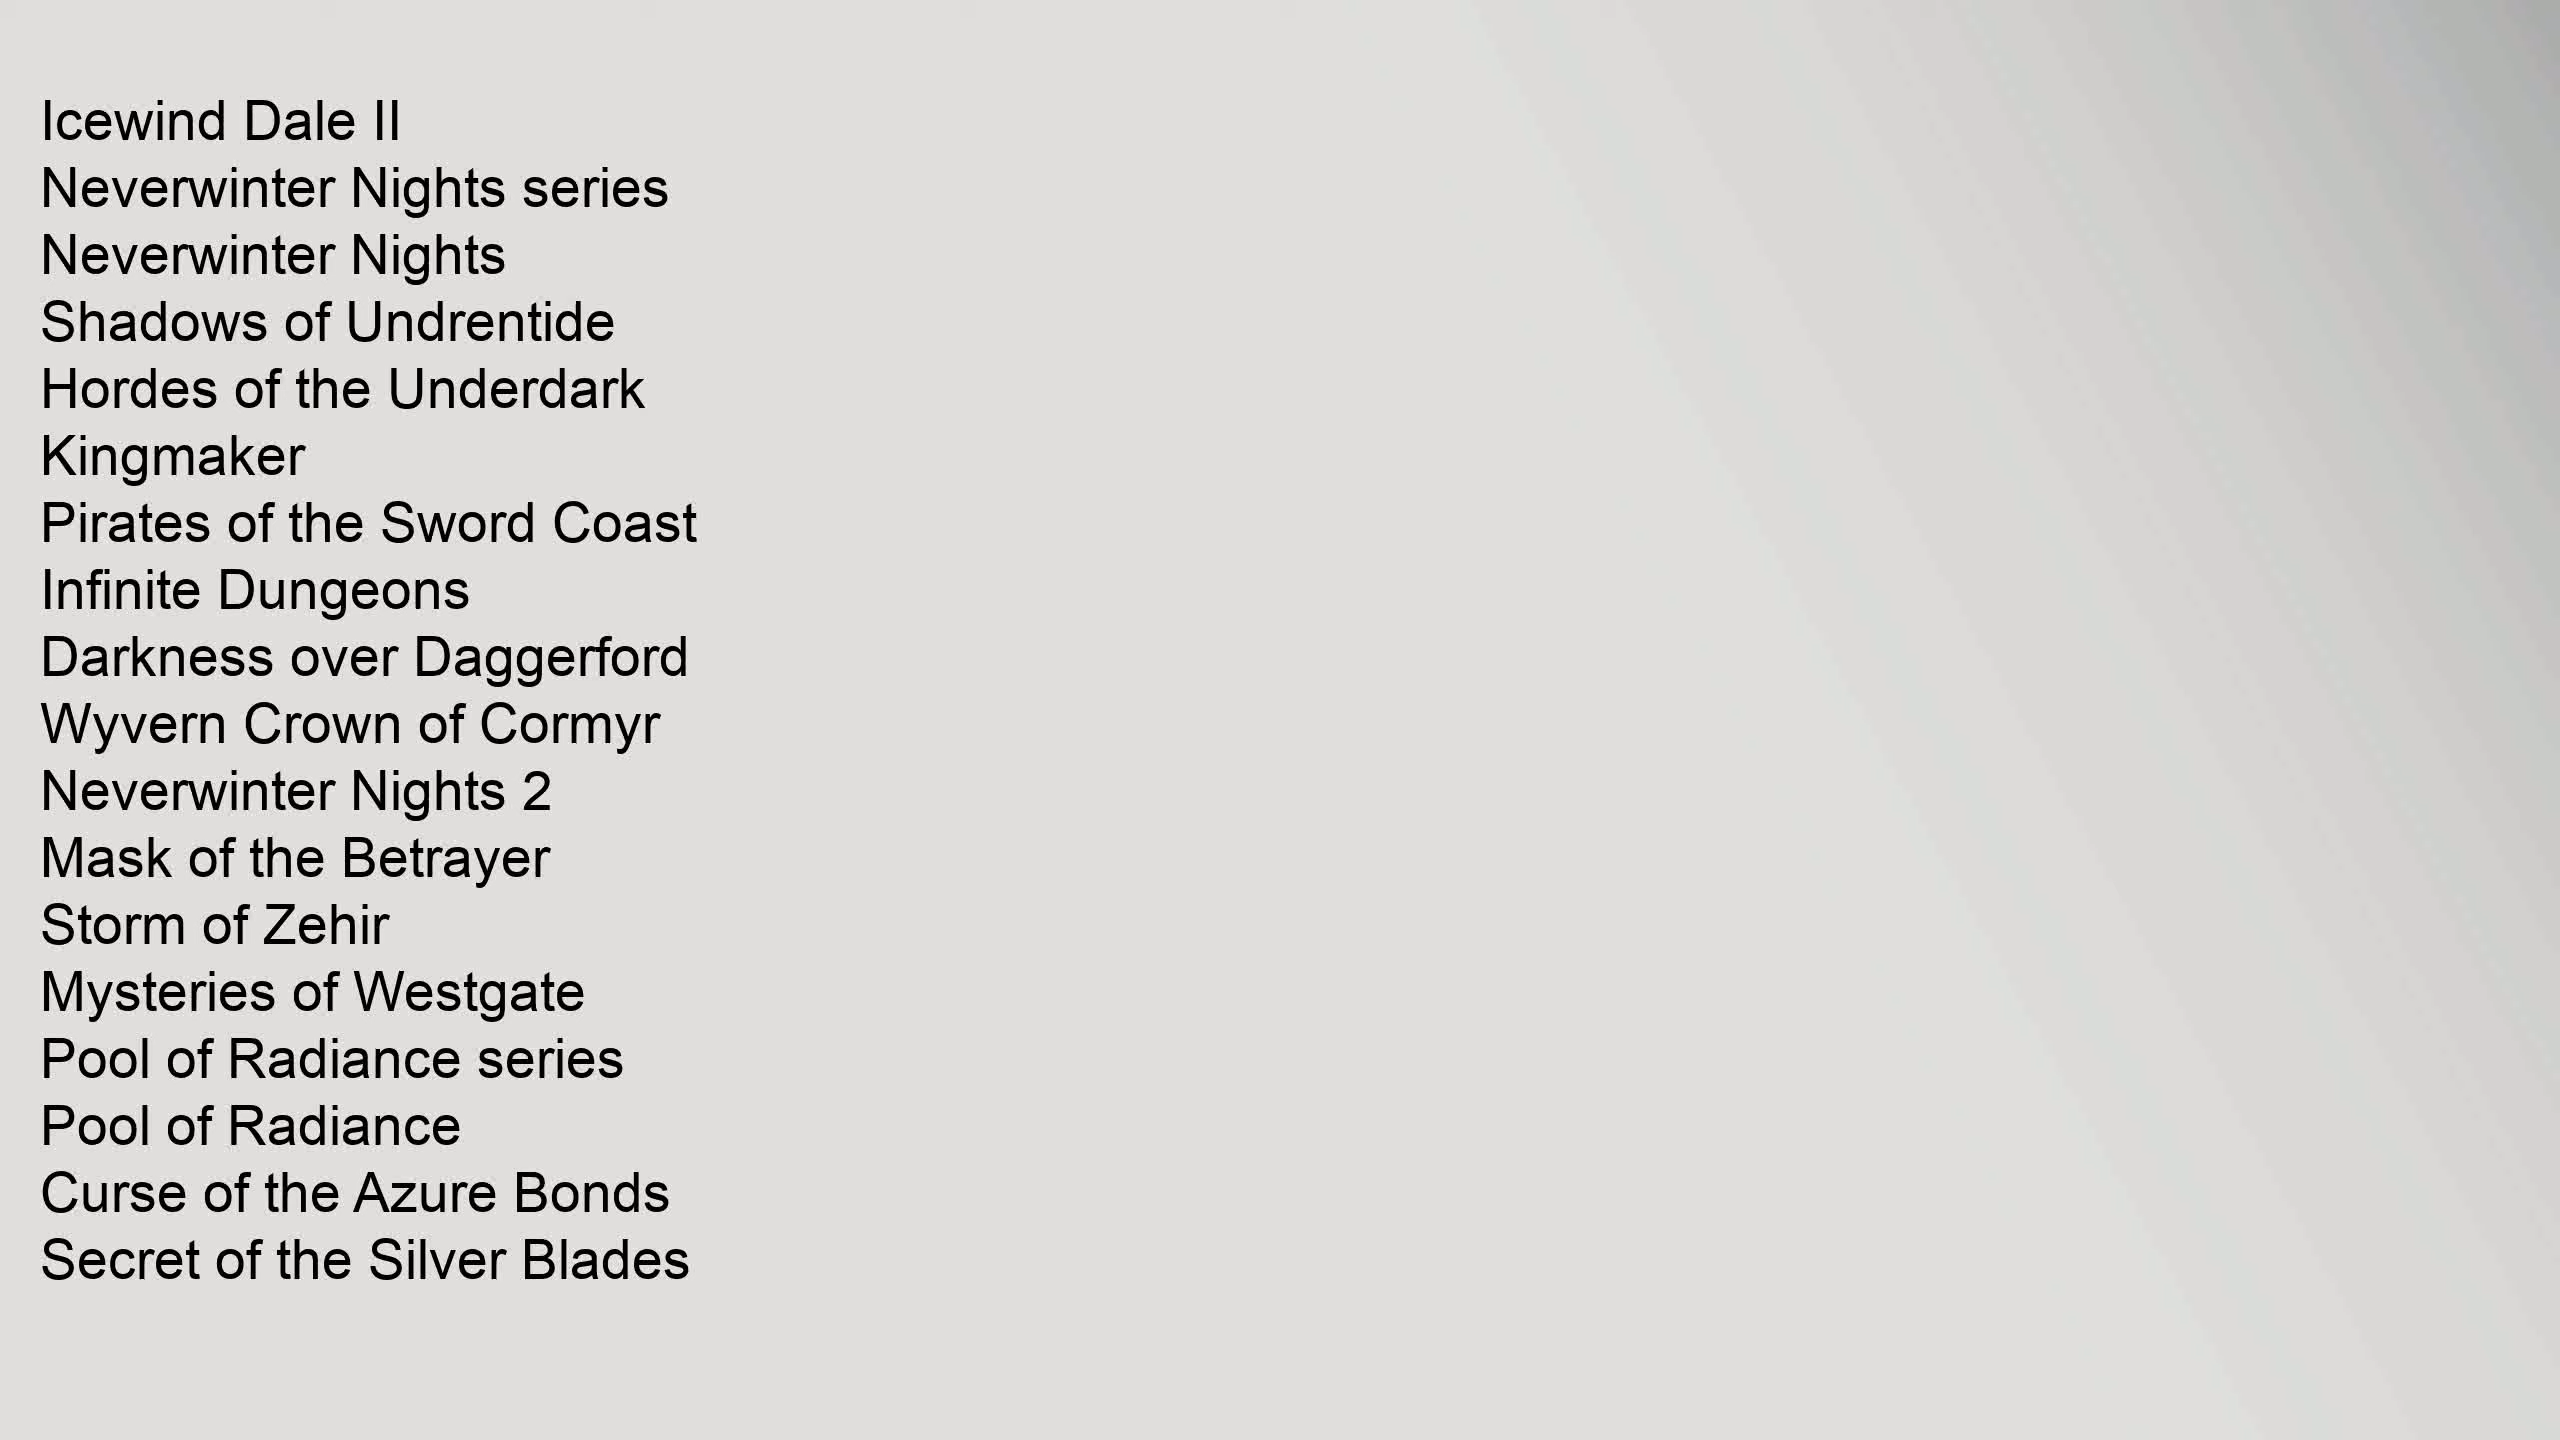 Icewind Dale II
Neverwinter Nights series
Neverwinter Nights
Shadows of Undrentide
Hordes of the Underdark
Kingmaker
Pirates of the Sword Coast
Infinite Dungeons
Darkness over Daggerford
Wyvern Crown of Cormyr
Neverwinter Nights 2
Mask of the Betrayer
Storm of Zehir
Mysteries of Westgate
Pool of Radiance series
Pool of Radiance
Curse of the Azure Bonds
Secret of the Silver Blades